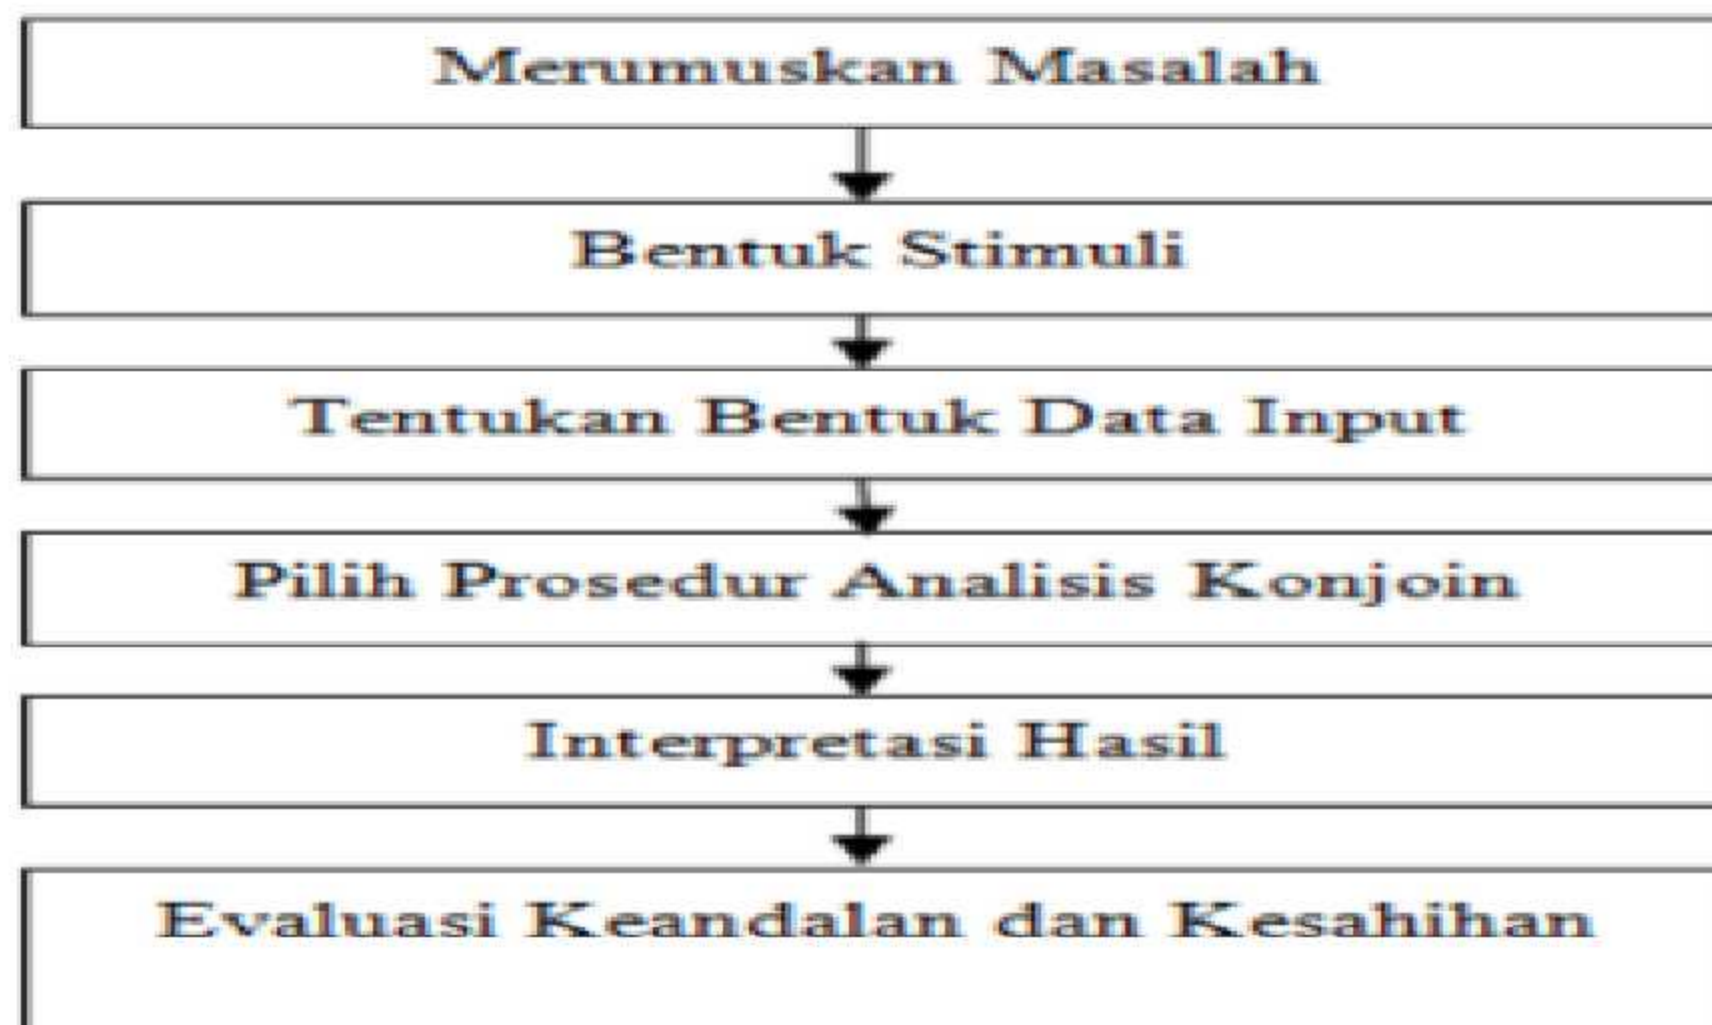 Merumuskan Masalah
Bentuk Stimuli
Tentukan Bentuk Data Input
Pilih Prosedur Analisis Konjoin
Interpretasi Hasil
Evaluasi Keandalan dan Kesahihan